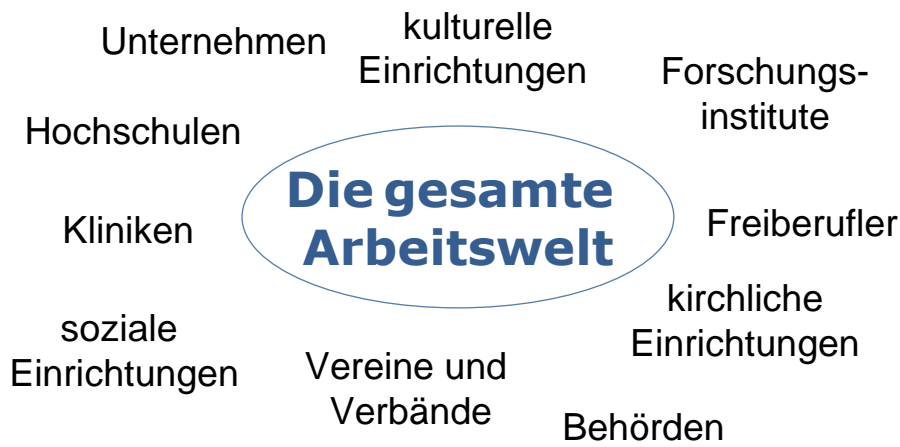 Unternehmen
kulturelle
Einrichtungen
Forschungs-
institute
Hochschulen
Die gesamte
Arbeitswelt
Kliniken
Freiberufler
kirchliche
Einrichtungen
soziale
Einrichtungen
Vereine und
Verbände
Behörden